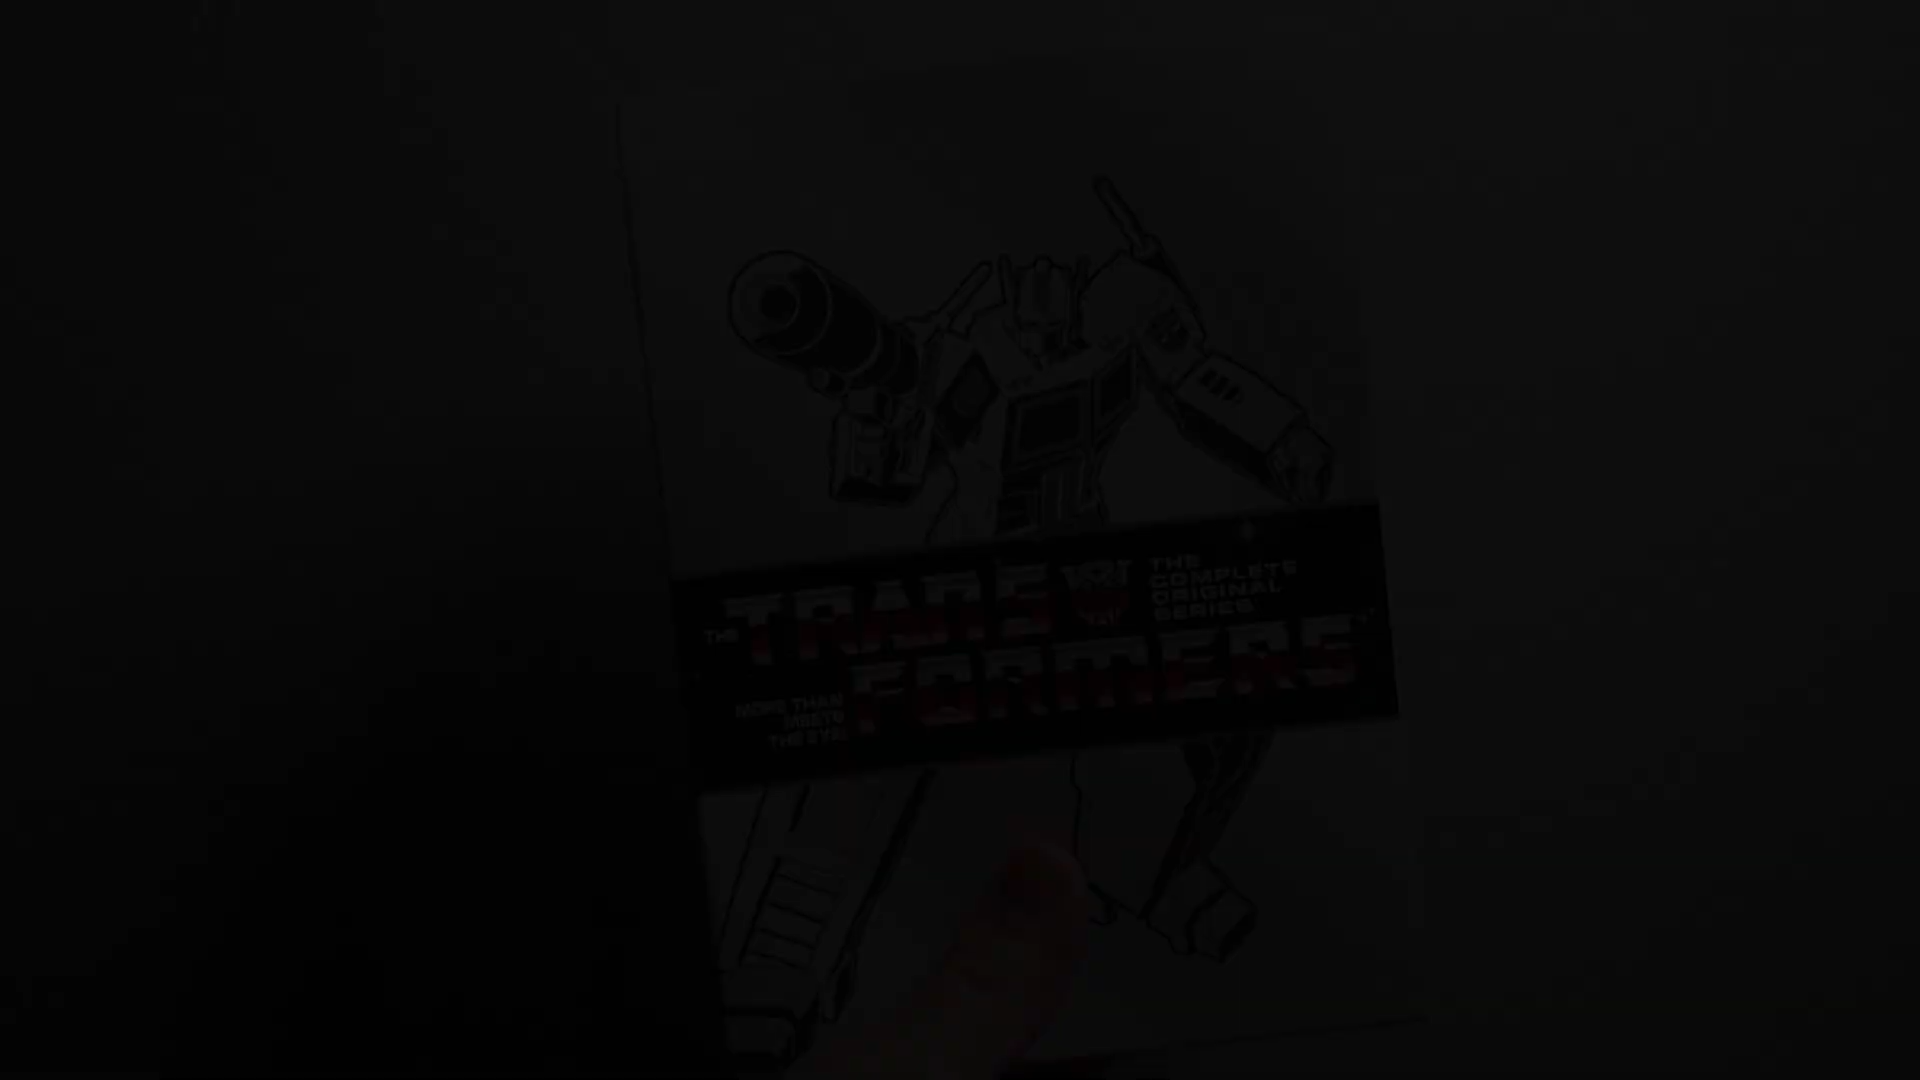 THE TRANSFORMERS
THE
COMPLETE
ORIGINAL
SERIES
MORE THAN
MEETS
THE EYE